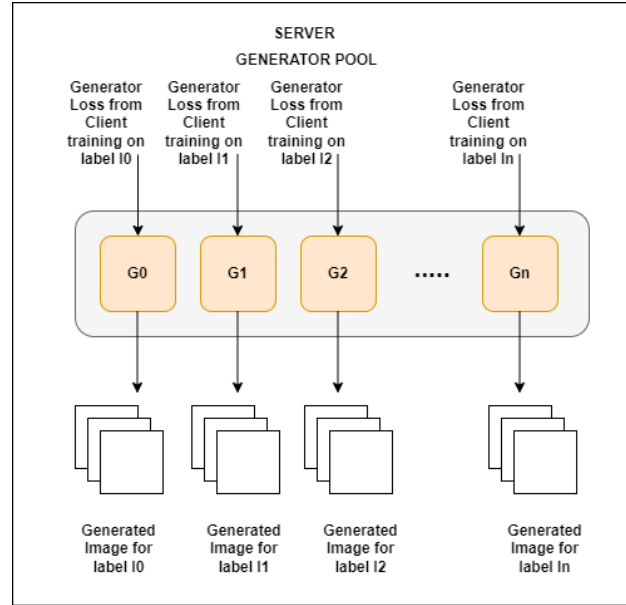 SERVER
GENERATOR POOL
Generator
Loss from
Client
training on
label l0
Generator
Loss from
Client
training on
label l1
Generator
Loss from
Client
training on
label l2
Generator
Loss from
Client
training on
label ln
G0
G1
G2
.....
Gn
Generated
Image for
label l0
Generated
Image for
label l1
Generated
Image for
label l2
Generated
Image for
label ln